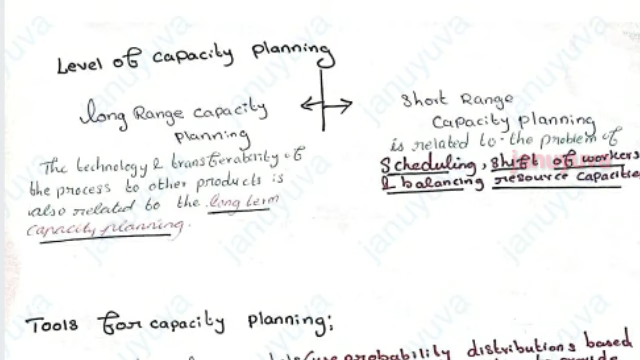 Level of capacity planning
long Range capacity
planning
The technology & transferability of
the process to other products is
also related to the long term
capacity planning.
Short Range
capacity planning
is related to the problem of
Scheduling, shift of workers
& balancing resource capacities
Tools for capacity planning;
probability distributions based
januyuva